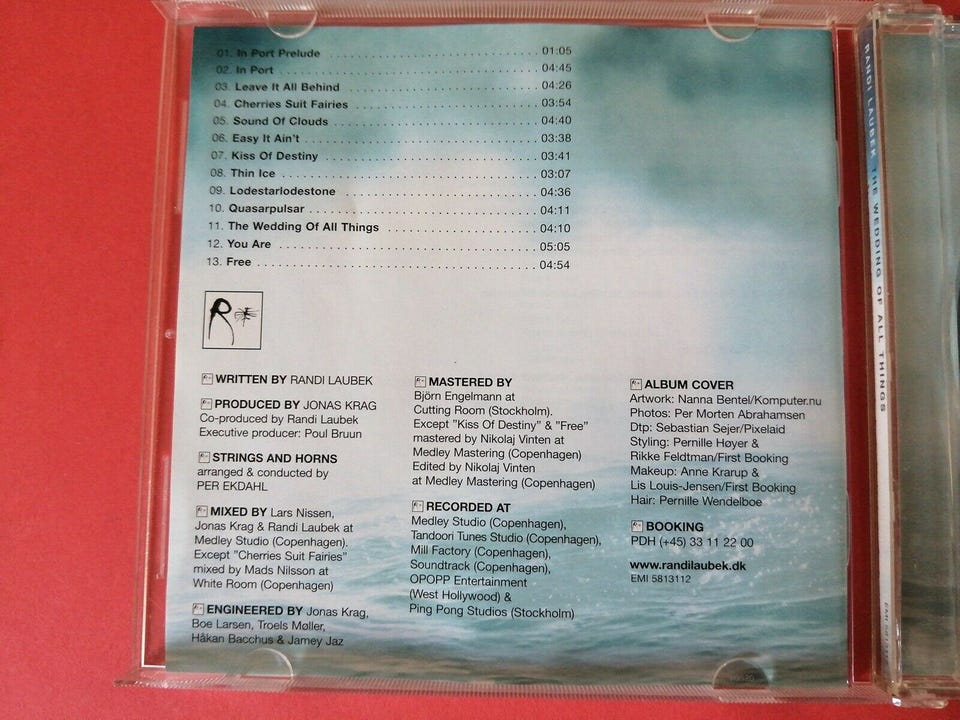 01. In Port Prelude 01:05
02. In Port 04:45
03. Leave It All Behind 04:26
04. Cherries Suit Fairies 03:54
05. Sound Of Clouds 04:40
06. Easy It Ain't 03:38
07. Kiss Of Destiny 03:41
08. Thin Ice 03:07
09. Lodestarlodestone 04:36
10. Quasarpulsar 04:11
11. The Wedding Of All Things 04:10
12. You Are 05:05
13. Free 04:54
R
WRITTEN BY RANDI LAUBEK
PRODUCED BY JONAS KRAG
Co-produced by Randi Laubek
Executive producer: Poul Bruun
STRINGS AND HORNS
arranged & conducted by
PER EKDAHL
MIXED BY Lars Nissen,
Jonas Krag & Randi Laubek at
Medley Studio (Copenhagen).
Except "Cherries Suit Fairies"
mixed by Mads Nilsson at
White Room (Copenhagen)
ENGINEERED BY Jonas Krag,
Boe Larsen, Troels Møller,
Håkan Bacchus & Jamey Jaz
MASTERED BY
Björn Engelmann at
Cutting Room (Stockholm).
Except "Kiss Of Destiny" & "Free"
mastered by Nikolaj Vinten at
Medley Mastering (Copenhagen)
Edited by Nikolaj Vinten
at Medley Mastering (Copenhagen)
RECORDED AT
Medley Studio (Copenhagen),
Tandoori Tunes Studio (Copenhagen),
Mill Factory (Copenhagen),
Soundtrack (Copenhagen),
OPOPP Entertainment
(West Hollywood) &
Ping Pong Studios (Stockholm)
ALBUM COVER
Artwork: Nanna Bentel/Komputer.nu
Photos: Per Morten Abrahamsen
Dtp: Sebastian Sejer/Pixelaid
Styling: Pernille Høyer &
Rikke Feldtman/First Booking
Makeup: Anne Krarup &
Lis Louis-Jensen/First Booking
Hair: Pernille Wendelboe
BOOKING
PDH (+45) 33 11 22 00
www.randilaubek.dk
EMI 5813112
RANDI LAUBEK THE WEDDING OF ALL THINGS